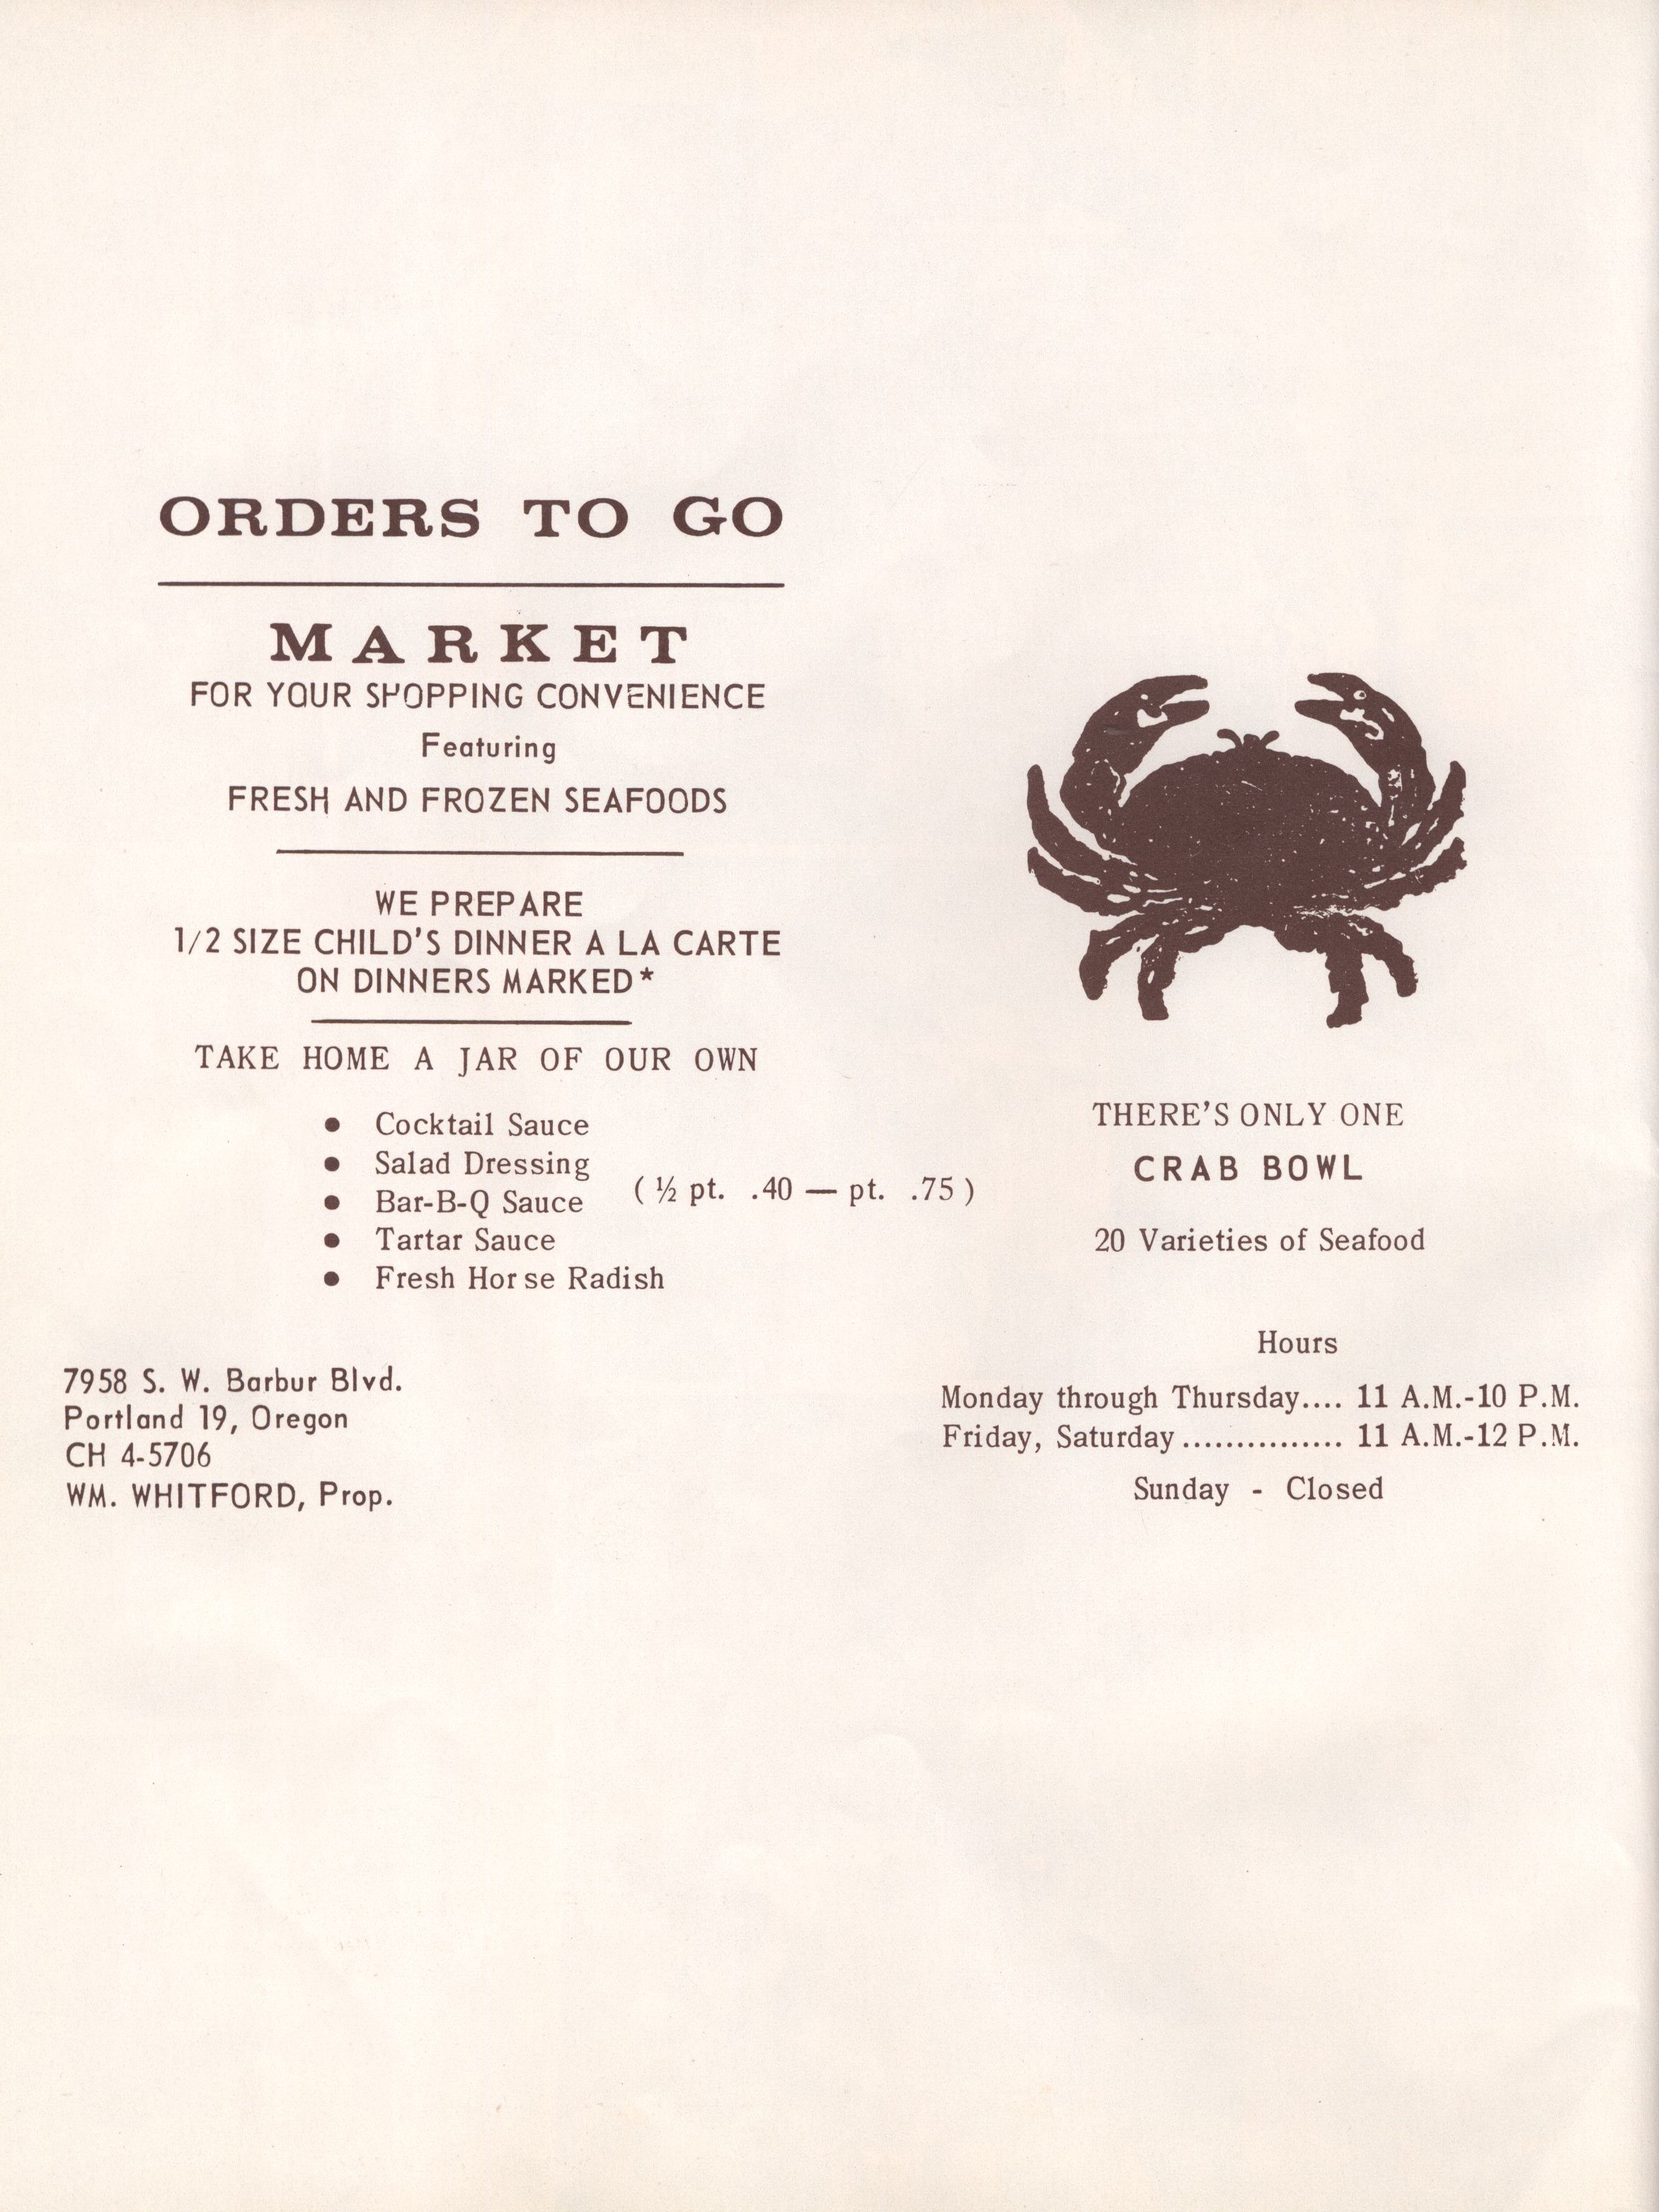 ORDERS TO GO
MARKET
FOR YOUR SHOPPING CONVENIENCE
Featuring
FRESH AND FROZEN SEAFOODS
WE PREPARE
1/2 SIZE CHILD'S DINNER A LA CARTE
ON DINNERS MARKED*
TAKE HOME A JAR OF OUR OWN
• Cocktail Sauce
• Salad Dressing
• Bar-B-Q Sauce
(½ pt. .40 — pt. .75)
• Tartar Sauce
• Fresh Horse Radish
7958 S. W. Barbur Blvd.
Portland 19, Oregon
CH 4-5706
WM. WHITFORD, Prop.
THERE'S ONLY ONE
CRAB BOWL
20 Varieties of Seafood
Hours
Monday through Thursday.... 11 A.M.-10 P.M.
Friday, Saturday............... 11 A.M.-12 P.M.
Sunday - Closed